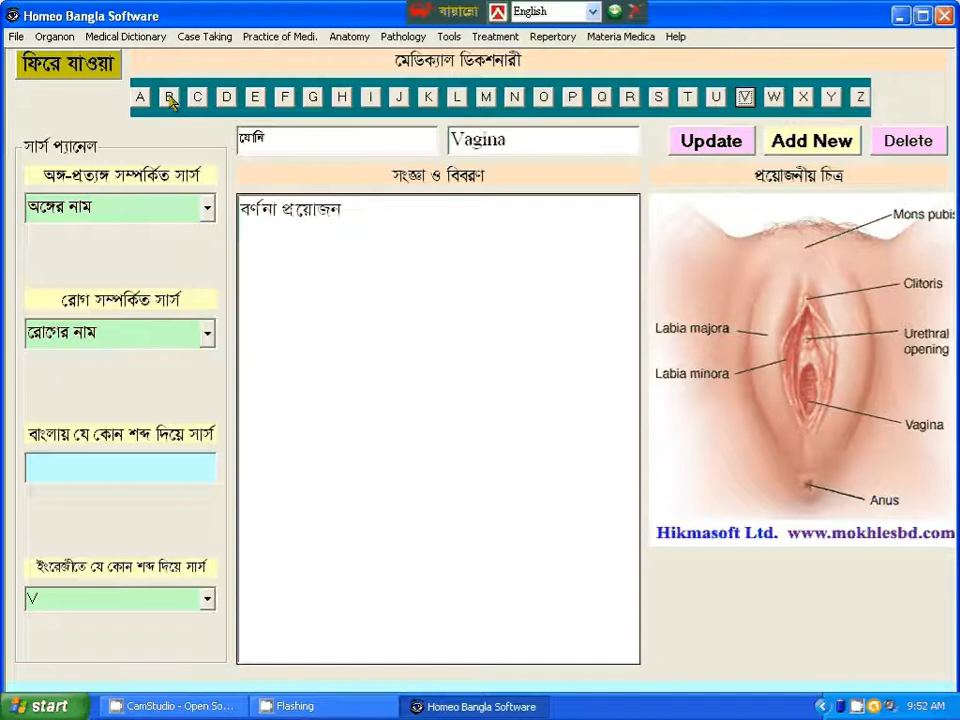 Homeo Bangla Software
বায়ান্নো English
File Organon Medical Dictionary Case Taking Practice of Medi. Anatomy Pathology Tools Treatment Repertory Materia Medica Help
ফিরে যাওয়া
মেডিক্যাল ডিকশনারী
A B C D E F G H I J K L M N O P Q R S T U V W X Y Z
সার্স প্যানেল
যোনি Vagina Update Add New Delete
অঙ্গ-প্রত্যঙ্গ সম্পর্কিত সার্স
সংজ্ঞা ও বিবরণ
প্রয়োজনীয় চিত্র
অঙ্গের নাম
বর্ণনা প্রয়োজন
রোগ সম্পর্কিত সার্স
রোগের নাম
বাংলায় যে কোন শব্দ দিয়ে সার্স
ইংরেজীতে যে কোন শব্দ দিয়ে সার্স
V
Mons pubi
Clitoris
Labia majora
Urethral
opening
Labia minora
Vagina
Anus
Hikmasoft Ltd. www.mokhlesbd.com
start CamStudio - Open So... Flashing Homeo Bangla Software 9:52 AM